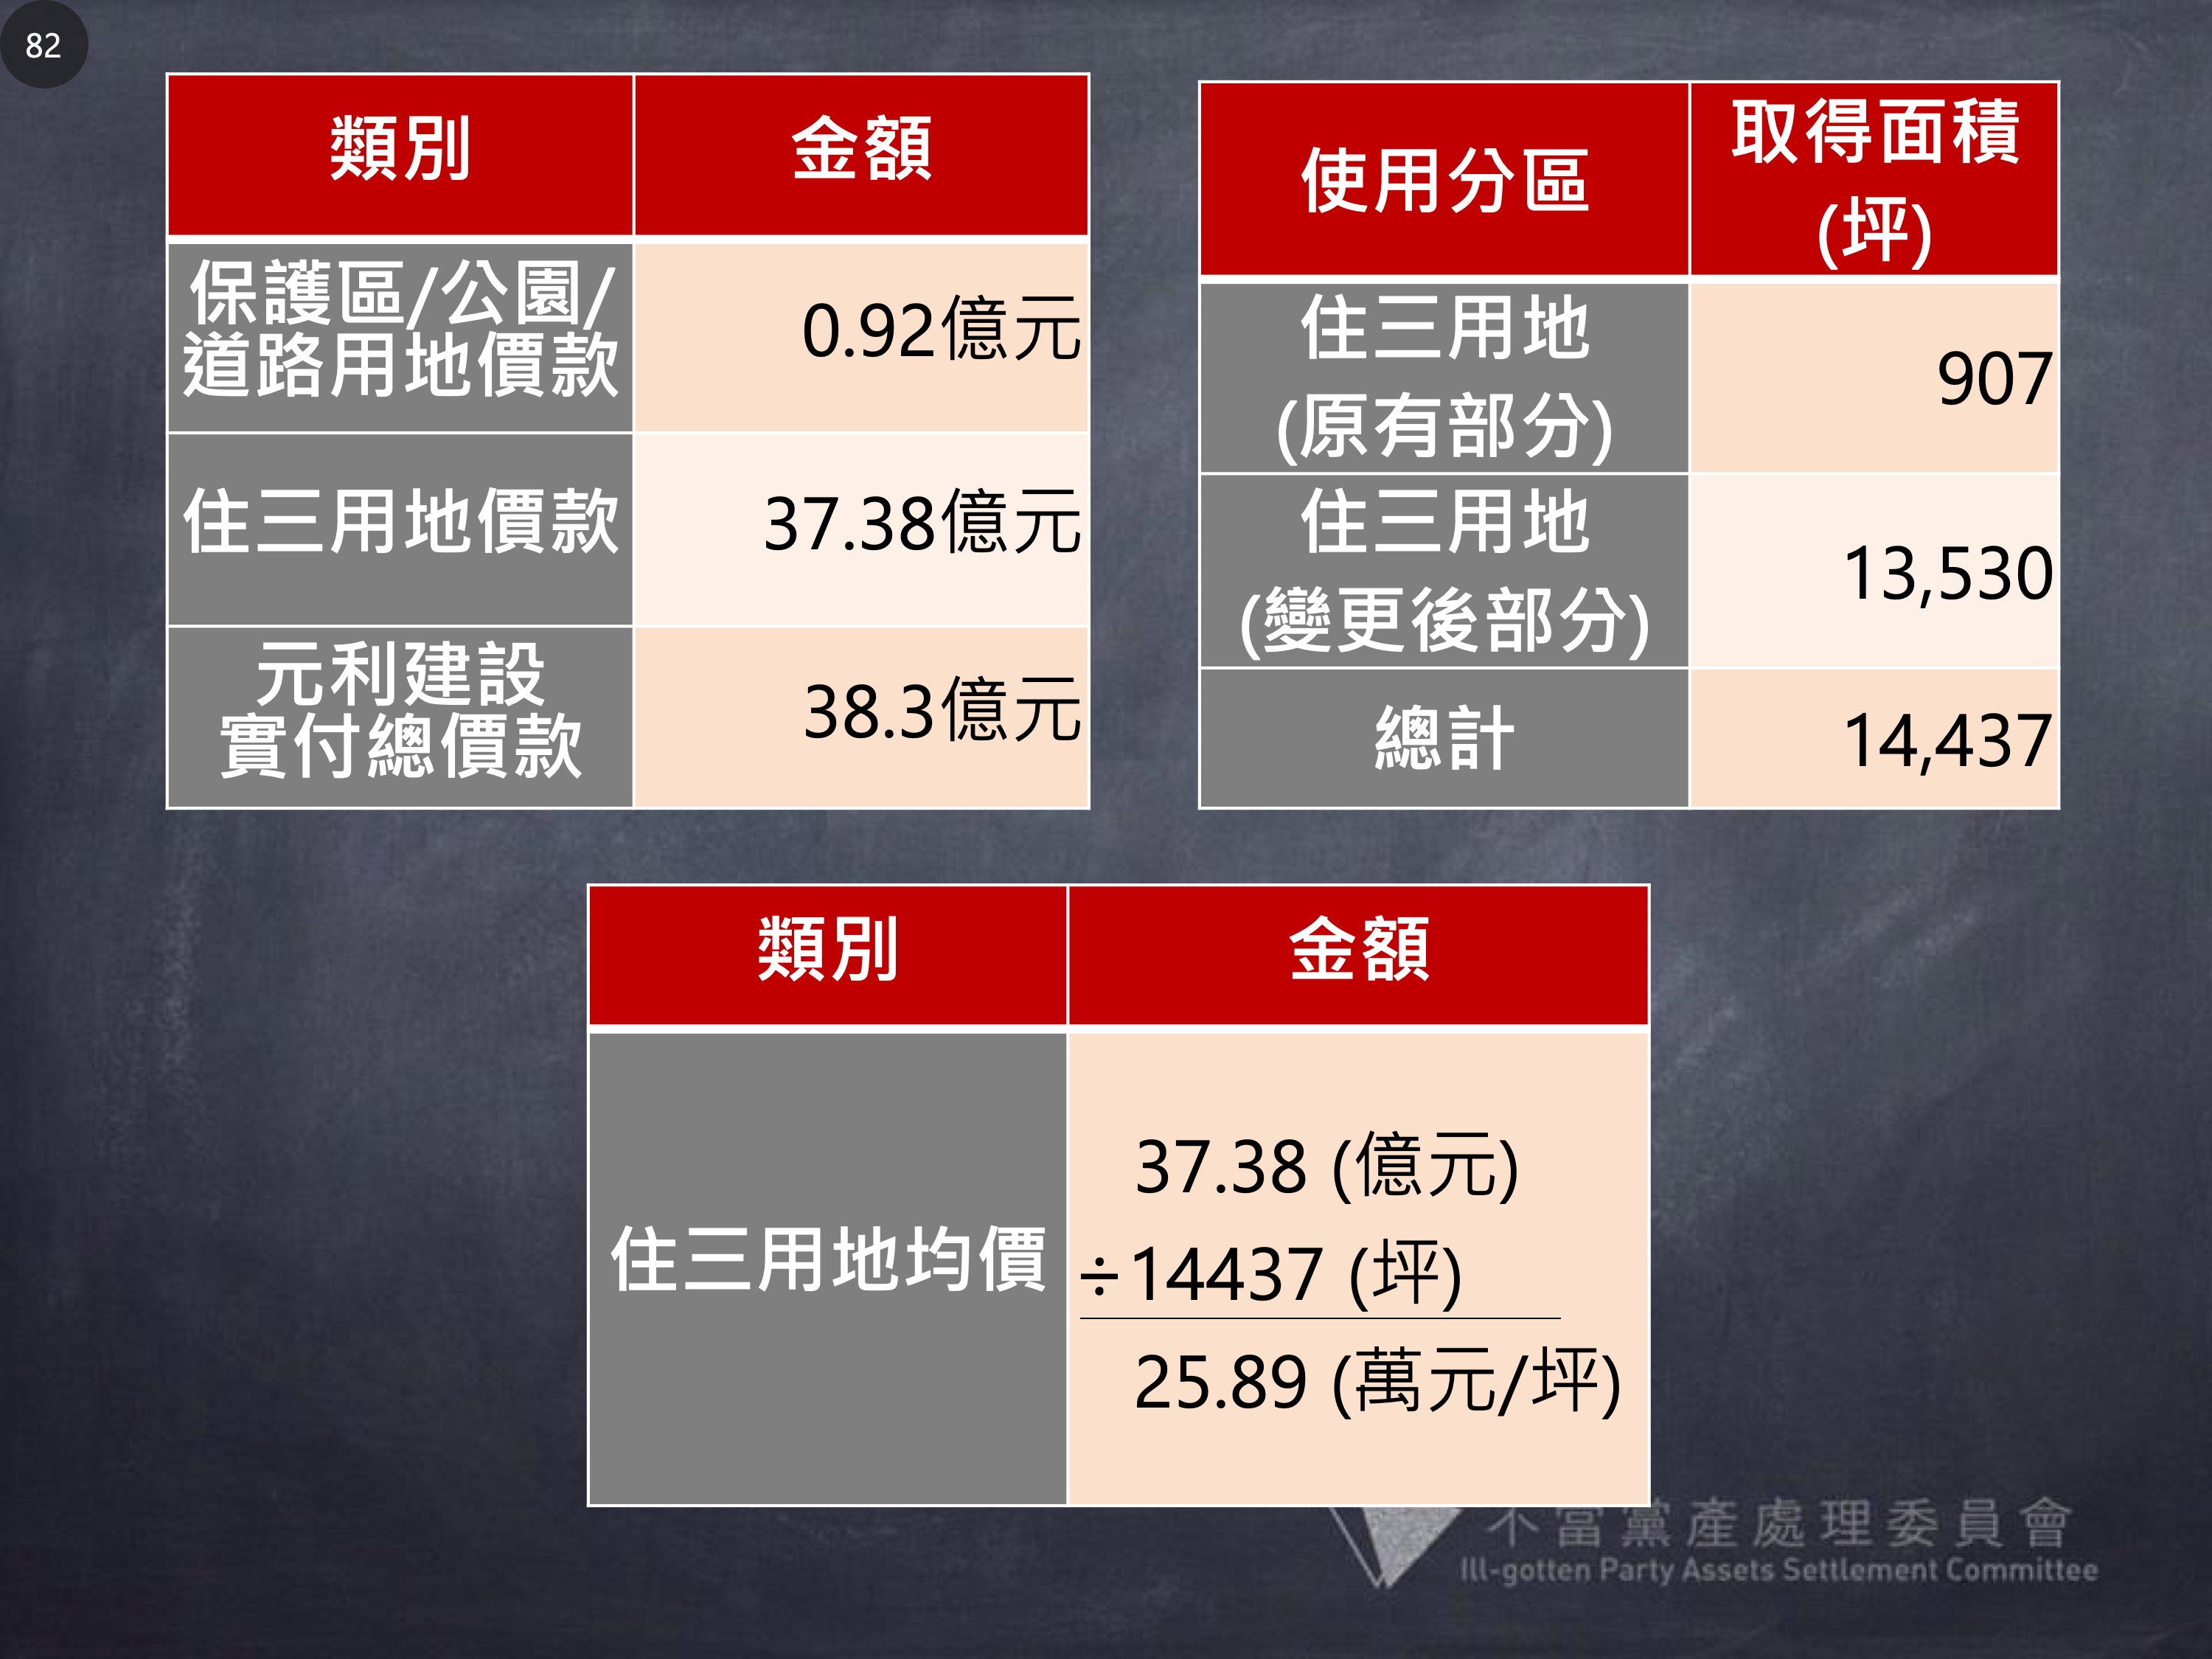 82
類別
金額
保護區/公園/
道路用地價款
0.92億元
住三用地價款
37.38億元
元利建設
實付總價款
38.3億元
使用分區
取得面積
(坪)
住三用地
(原有部分)
907
住三用地
(變更後部分)
13,530
總計
14,437
類別
金額
住三用地均價
37.38 (億元)
÷14437 (坪)
25.89 (萬元/坪)
不當黨產處理委員會
Ill-gotten Party Assets Settlement Committee